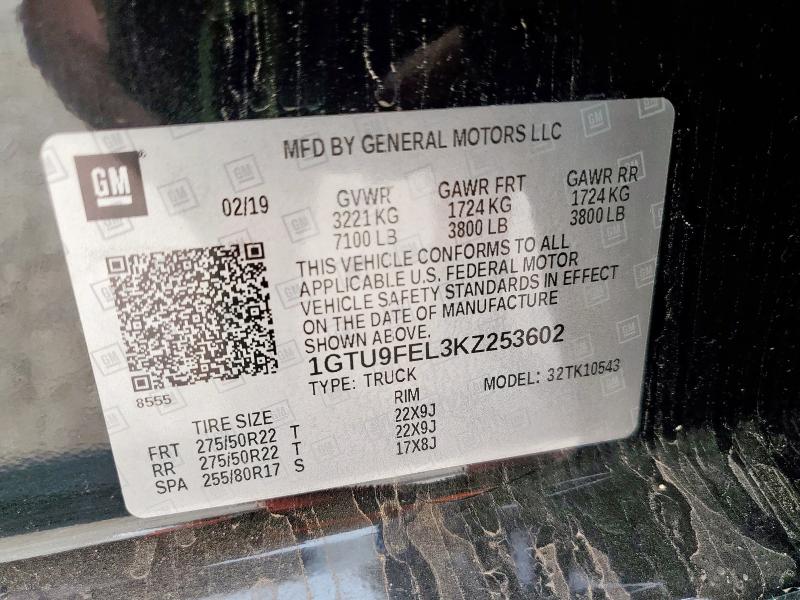 MFD BY GENERAL MOTORS LLC
GM
02/19
GVWR GAWR FRT GAWR RR
3221 KG 1724 KG 1724 KG
7100 LB 3800 LB 3800 LB
THIS VEHICLE CONFORMS TO ALL
APPLICABLE U.S. FEDERAL MOTOR
VEHICLE SAFETY STANDARDS IN EFFECT
ON THE DATE OF MANUFACTURE
SHOWN ABOVE.
1GTU9FEL3KZ253602
TYPE: TRUCK MODEL: 32TK10543
8555
TIRE SIZE RIM
FRT 275/50R22 T 22X9J
RR 275/50R22 T 22X9J
SPA 255/80R17 S 17X8J